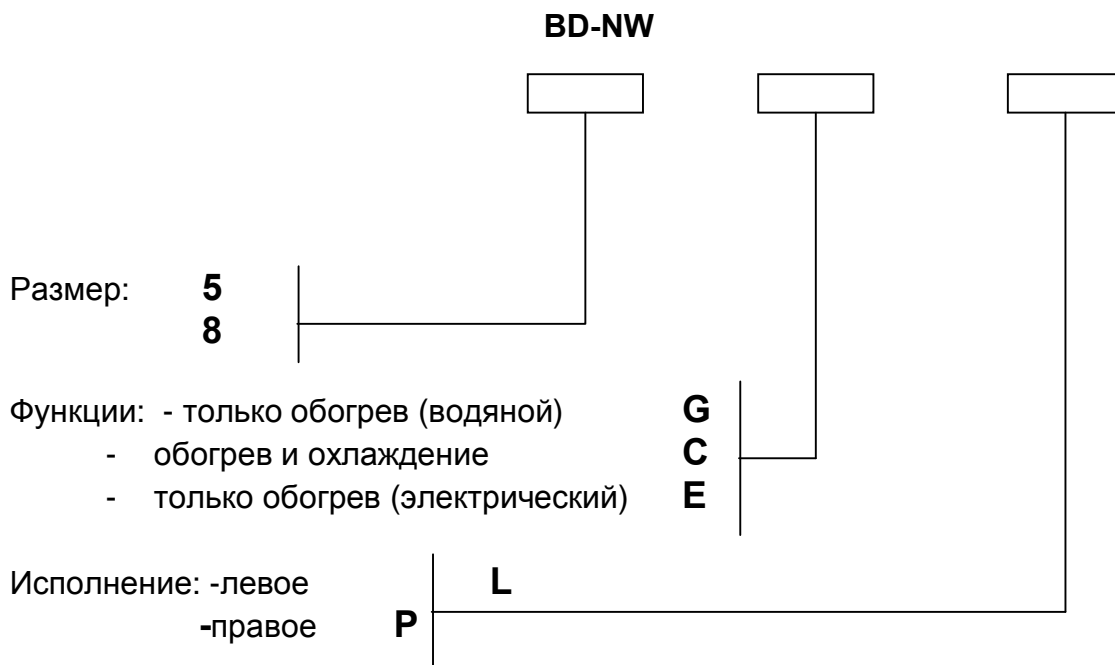 BD-NW
Размер: 5
8
Функции: - только обогрев (водяной) G
- обогрев и охлаждение C
- только обогрев (электрический) E
Исполнение: -левое L
-правое P